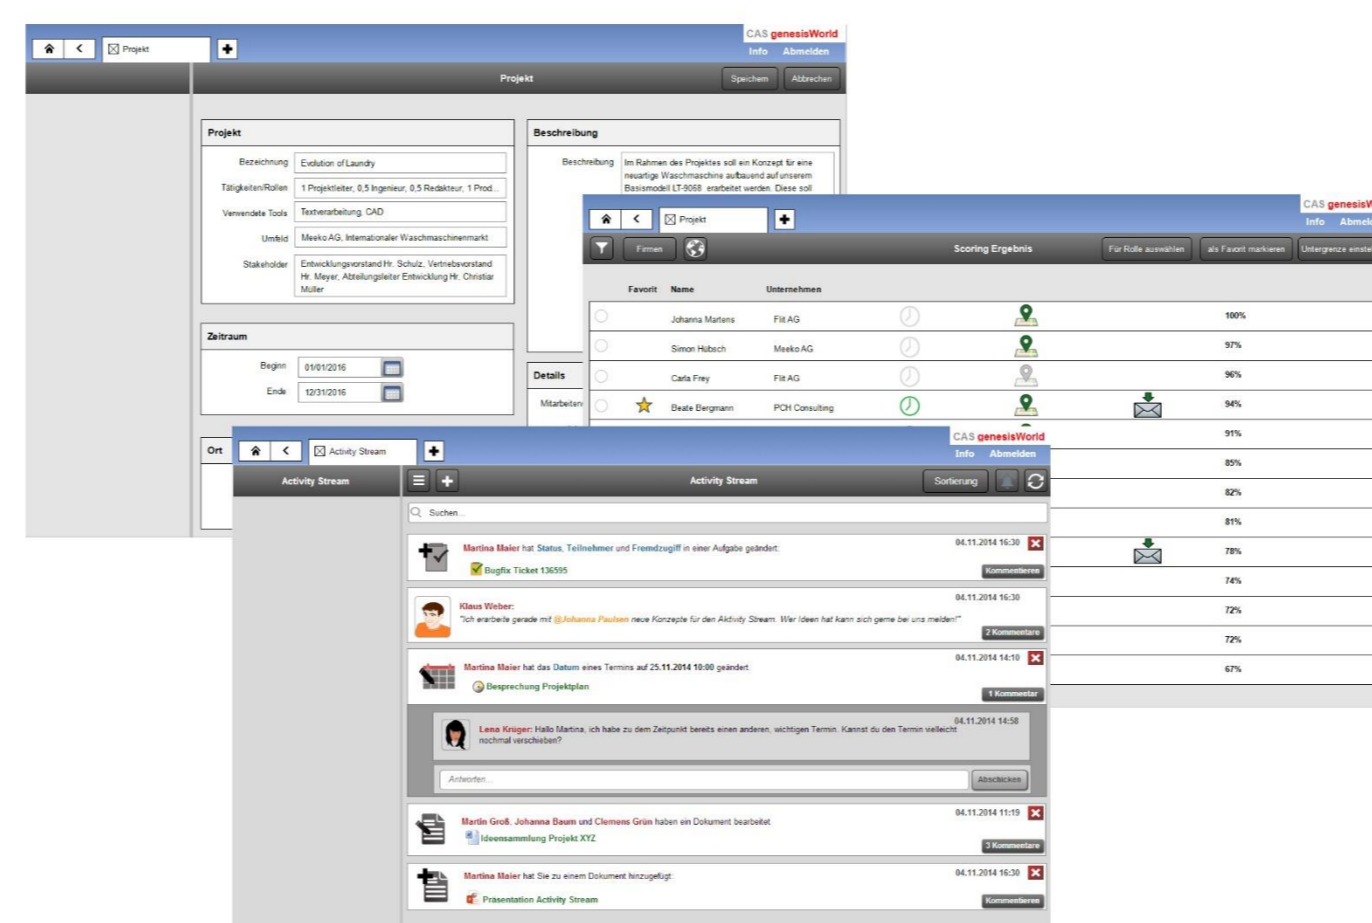 CAS genesisWorld
Projekt
Info Abmelden
Projekt
Speichern Abbrechen
Projekt
Bezeichnung Evolution of Laundry
Tätigkeiten/Rollen 1 Projektleiter, 0,5 Ingenieur, 0,5 Redakteur, 1 Prod...
Verwendete Tools Textverarbeitung, CAD
Umfeld Meeko AG, Internationaler Waschmaschinenmarkt
Stakeholder Entwicklungsvorstand Hr. Schulz, Vertriebsvorstand
Hr. Meyer, Abteilungsleiter Entwicklung Hr. Christiar
Müller
Zeitraum
Beginn 01/01/2016
Ende 12/31/2016
Ort
Beschreibung
Beschreibung Im Rahmen des Projektes soll ein Konzept für eine
neuartige Waschmaschine aufbauend auf unserem
Basismodell LT-9068 erarbeitet werden. Diese soll
Details
Mitarbeiter
CAS genesisW
Projekt
Info Abmel
Firmen
Scoring Ergebnis
Für Rolle auswählen als Favorit markieren Untergrenze einste
Favorit Name Unternehmen
Johanna Martens Flit AG 100%
Simon Hübsch Meeko AG 97%
Carla Frey Flit AG 96%
Beate Bergmann PCH Consulting 94%
91%
85%
82%
81%
78%
74%
72%
72%
67%
CAS genesisWorld
Activity Stream
Info Abmelden
Activity Stream
Activity Stream
Sortierung
Suchen...
Martina Maier hat Status, Teilnehmer und Fremdzugiff in einer Aufgabe geändert:
04.11.2014 16:30
Bugfix Ticket 136595
Kommentieren
04.11.2014 16:30
Klaus Weber:
"Ich erarbeite gerade mit @Johanna Paulsen neue Konzepte für den Aktivity Stream. Wer Ideen hat kann sich gerne bei uns melden!"
2 Kommentare
Martina Maier hat das Datum eines Termins auf 25.11.2014 10:00 geändert
04.11.2014 14:10
Besprechung Projektplan
1 Kommentar
04.11.2014 14:58
Lena Krüger: Hallo Martina, ich habe zu dem Zeitpunkt bereits einen anderen, wichtigen Termin. Kannst du den Termin vielleicht
nochmal verschieben?
Antworten...
Abschicken
04.11.2014 11:19
Martin Groß, Johanna Baum und Clemens Grün haben ein Dokument bearbeitet
Ideensammlung Projekt XYZ
3 Kommentare
Martina Maier hat Sie zu einem Dokument hinzugefügt:
04.11.2014 16:30
Präsentation Activity Stream
Kommentieren